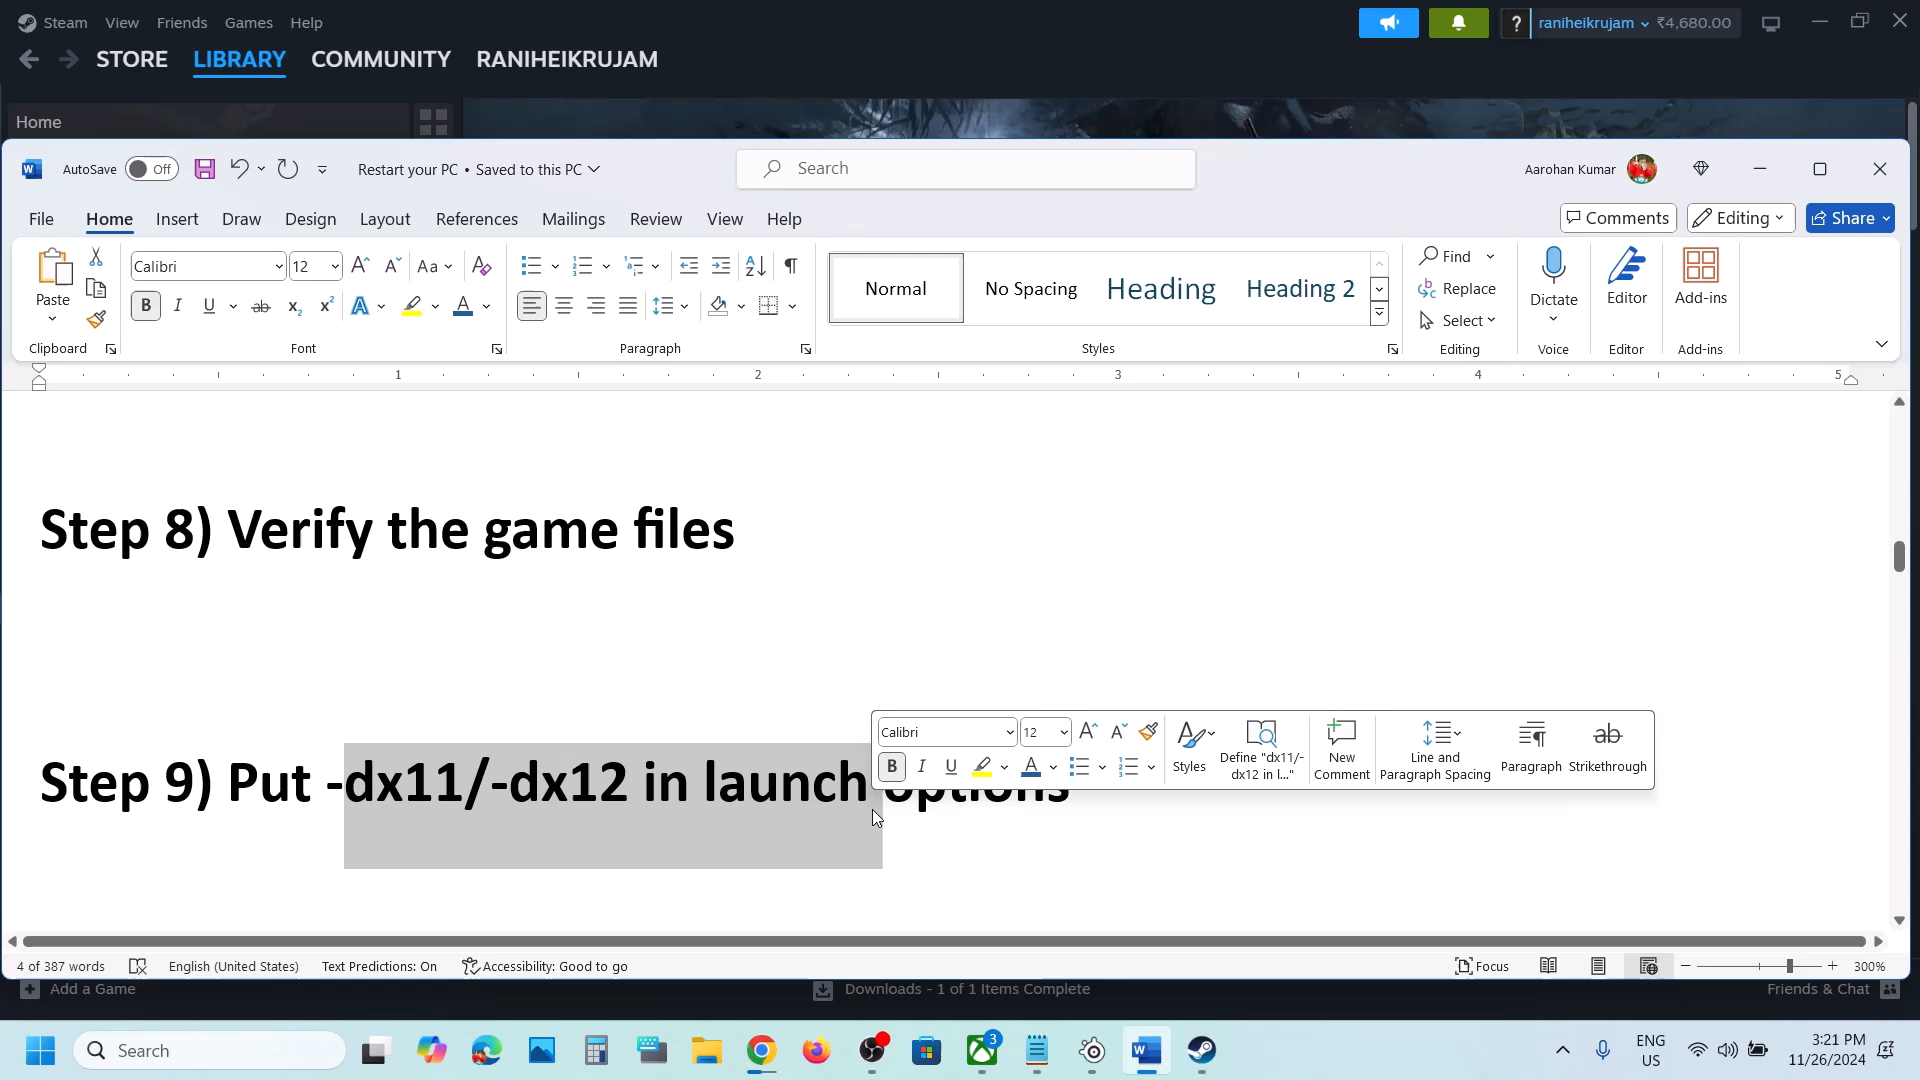 Steam View Friends Games Help
raniheikrujam ₹4,680.00
STORE LIBRARY COMMUNITY RANIHEIKRUJAM
Home
AutoSave Off
Restart your PC • Saved to this PC
Search
Aarohan Kumar
File Home Insert Draw Design Layout References Mailings Review View Help
Comments Editing Share
Paste
Clipboard
Calibri 12
Font
Paragraph
Normal No Spacing Heading Heading 2
Styles
Find
Replace
Select
Editing
Dictate
Voice
Editor
Editor
Add-ins
Add-ins
1 2 3 4 5
Step 8) Verify the game files
Calibri 12
Styles
Define "dx11/-
dx12 in l..."
New
Comment
Line and
Paragraph Spacing
Paragraph
Strikethrough
Step 9) Put -dx11/-dx12 in launch options
4 of 387 words English (United States) Text Predictions: On Accessibility: Good to go
Focus 300%
Add a Game
Downloads - 1 of 1 Items Complete
Friends & Chat
Search
3
ENG
US
3:21 PM
11/26/2024